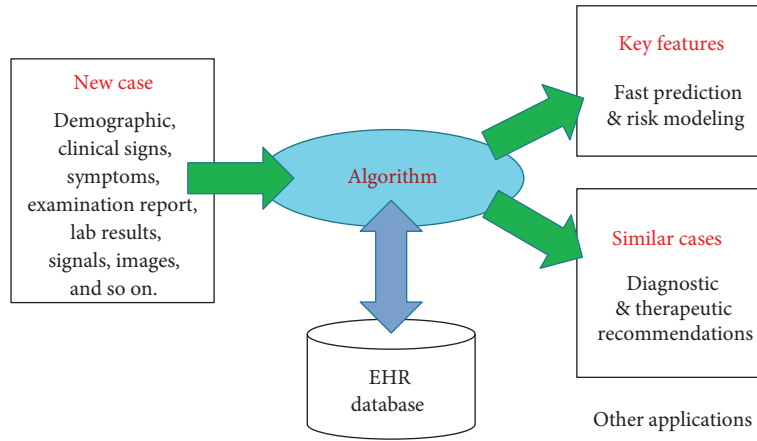 New case
Demographic,
clinical signs,
symptoms,
examination report,
lab results,
signals, images,
and so on.
Algorithm
EHR
database
Key features
Fast prediction
& risk modeling
Similar cases
Diagnostic
& therapeutic
recommendations
Other applications